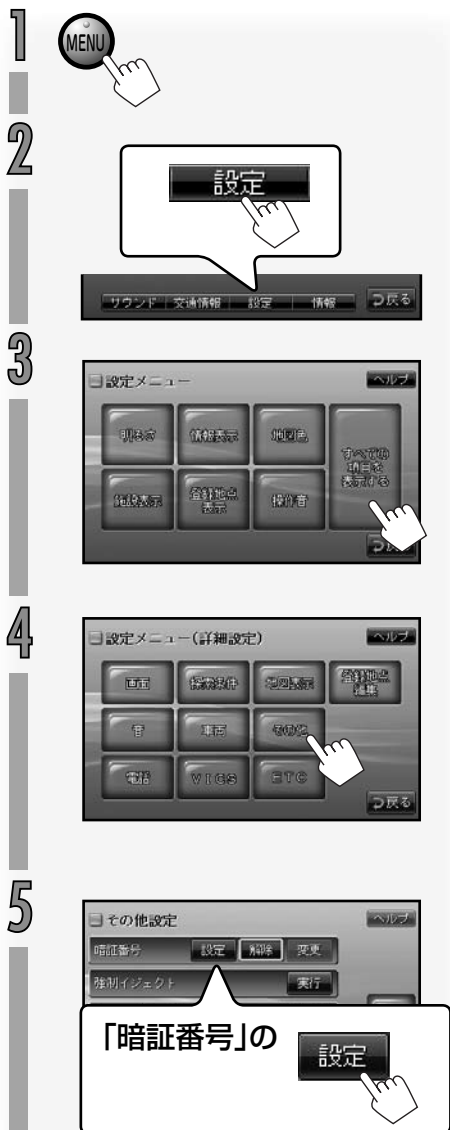 1
MENU
2
設定
サウンド 交通情報 設定 情報 戻る
3
設定メニュー ヘルプ
明るさ 情報表示 地図色 すべての
項目を
表示する
施設表示 登録地点
表示 操作音
戻る
4
設定メニュー(詳細設定) ヘルプ
画面 探索条件 地図表示 登録地点
編集
音 車両 その他
電話 VICS ETC
戻る
5
その他設定 ヘルプ
暗証番号 設定 解除 変更
強制イジェクト 実行
「暗証番号」の 設定